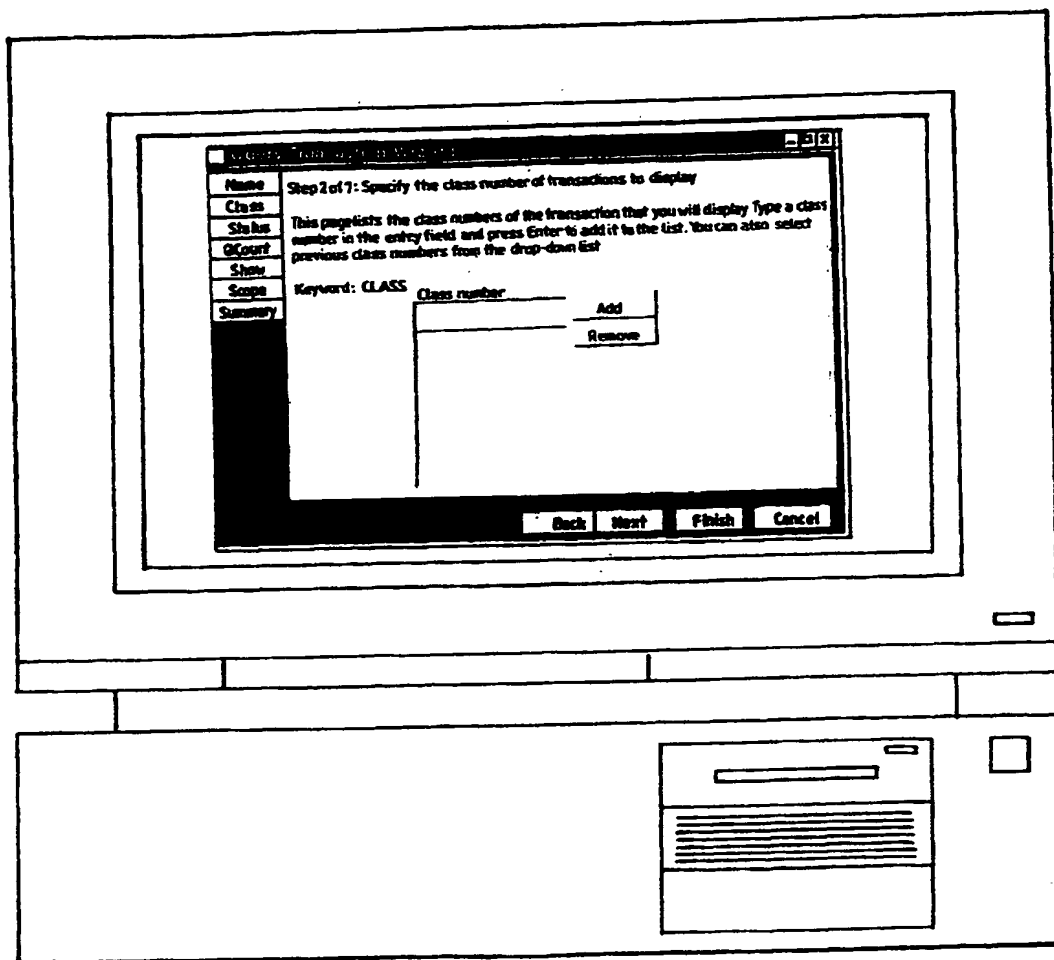 Name
Class
Status
QCount
Show
Scope
Summary
Step 2 of 7: Specify the class number of transactions to display
This page lists the class numbers of the transaction that you will display Type a class
number in the entry field and press Enter to add it to the list. You can also select
previous class numbers from the drop-down list
Keyword: CLASS
Class number
Add
Remove
Back
Next
Finish
Cancel